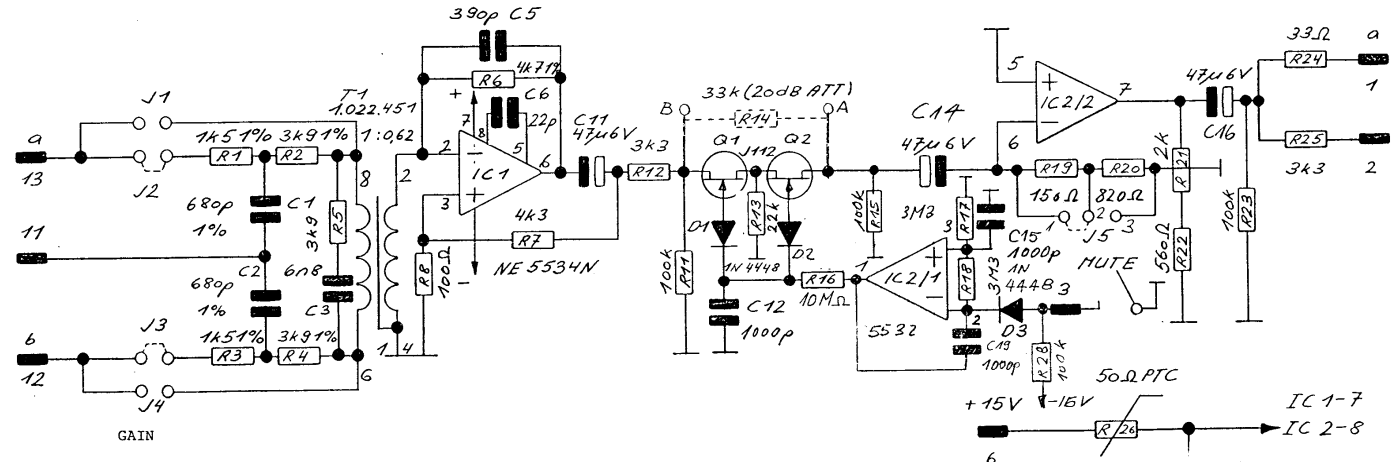 390p C5
4k7 1%
R6
C6
22p
+
7
8
5
J1
T1
1.022.451
1:0,62
1k5 1%
3k9 1%
R1
R2
J2
a
13
680p
1%
C1
R5
3k9
8
2
11
C2
680p
1%
6n8
C3
J3
1k5 1%
3k9 1%
R3
R4
b
12
J4
6
1
4
GAIN
2
3
6
IC1
C11
47µ6V
4k3
R7
R8
100Ω
NE 5534N
-
3k3
R12
B
33k (20dB ATT)
R14
A
Q1
J112
Q2
D1
R13
22k
D2
1N4448
R11
100k
C12
1000p
R16
10MΩ
R15
100k
C14
47µ6V
3M3
R17
C15
1000p
3
1
2
IC2/1
R18
3M3
5532
C19
1000p
1N
4448
D3
R28
100k
-15V
3
MUTE
5
6
7
IC2/2
R19
R20
150Ω
820Ω
1
2
3
J5
2k
R21
560Ω
R22
47µ6V
C16
R23
100k
33Ω
R24
a
1
R25
3k3
2
50Ω PTC
+15V
R26
6
IC 1-7
IC 2-8